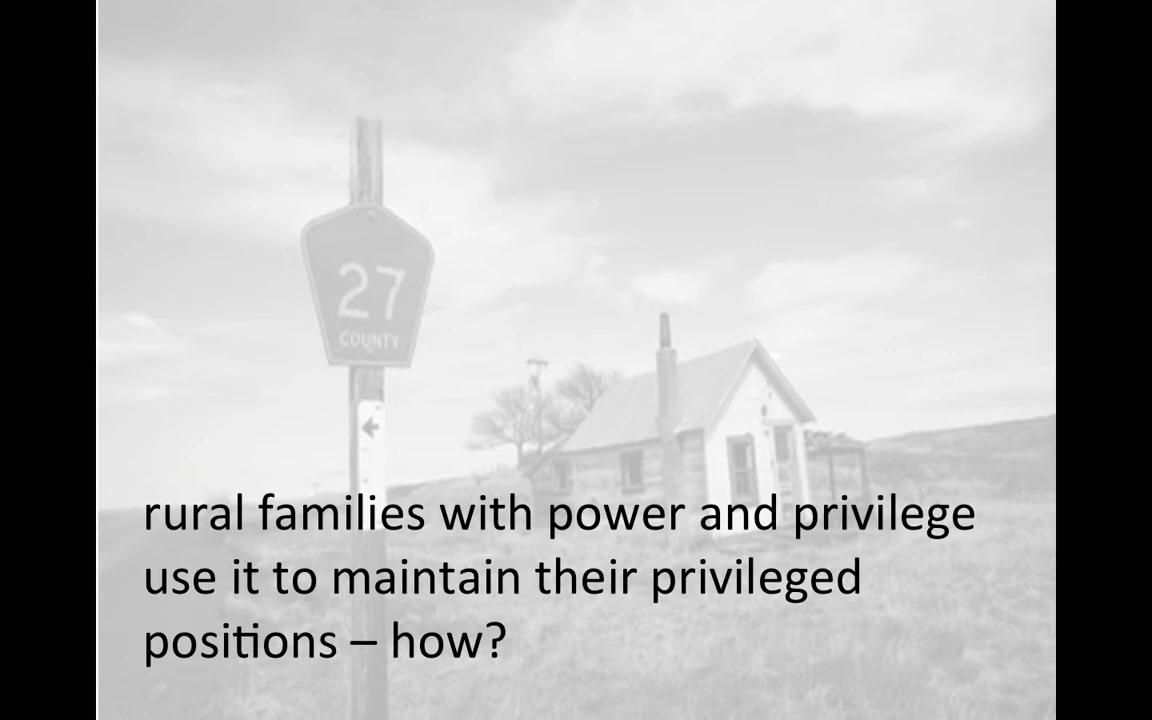 27
COUNTY
rural families with power and privilege
use it to maintain their privileged
positions – how?